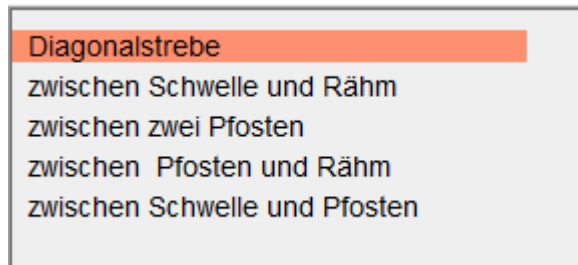 Diagonalstrebe
zwischen Schwelle und Rähm
zwischen zwei Pfosten
zwischen  Pfosten und Rähm
zwischen Schwelle und Pfosten